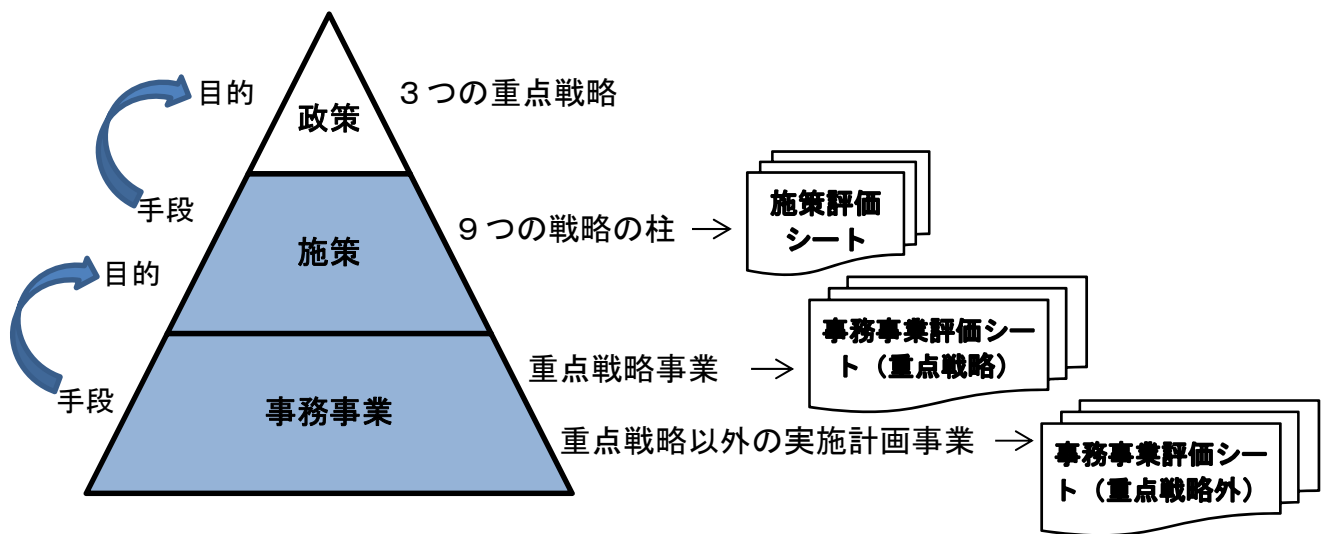 目的
3つの重点戦略
政策
手段
9つの戦略の柱
施策評価
シート
施策
目的
事務事業評価シー
ト（重点戦略）
重点戦略事業
手段
事務事業
重点戦略以外の実施計画事業
事務事業評価シー
ト（重点戦略外）